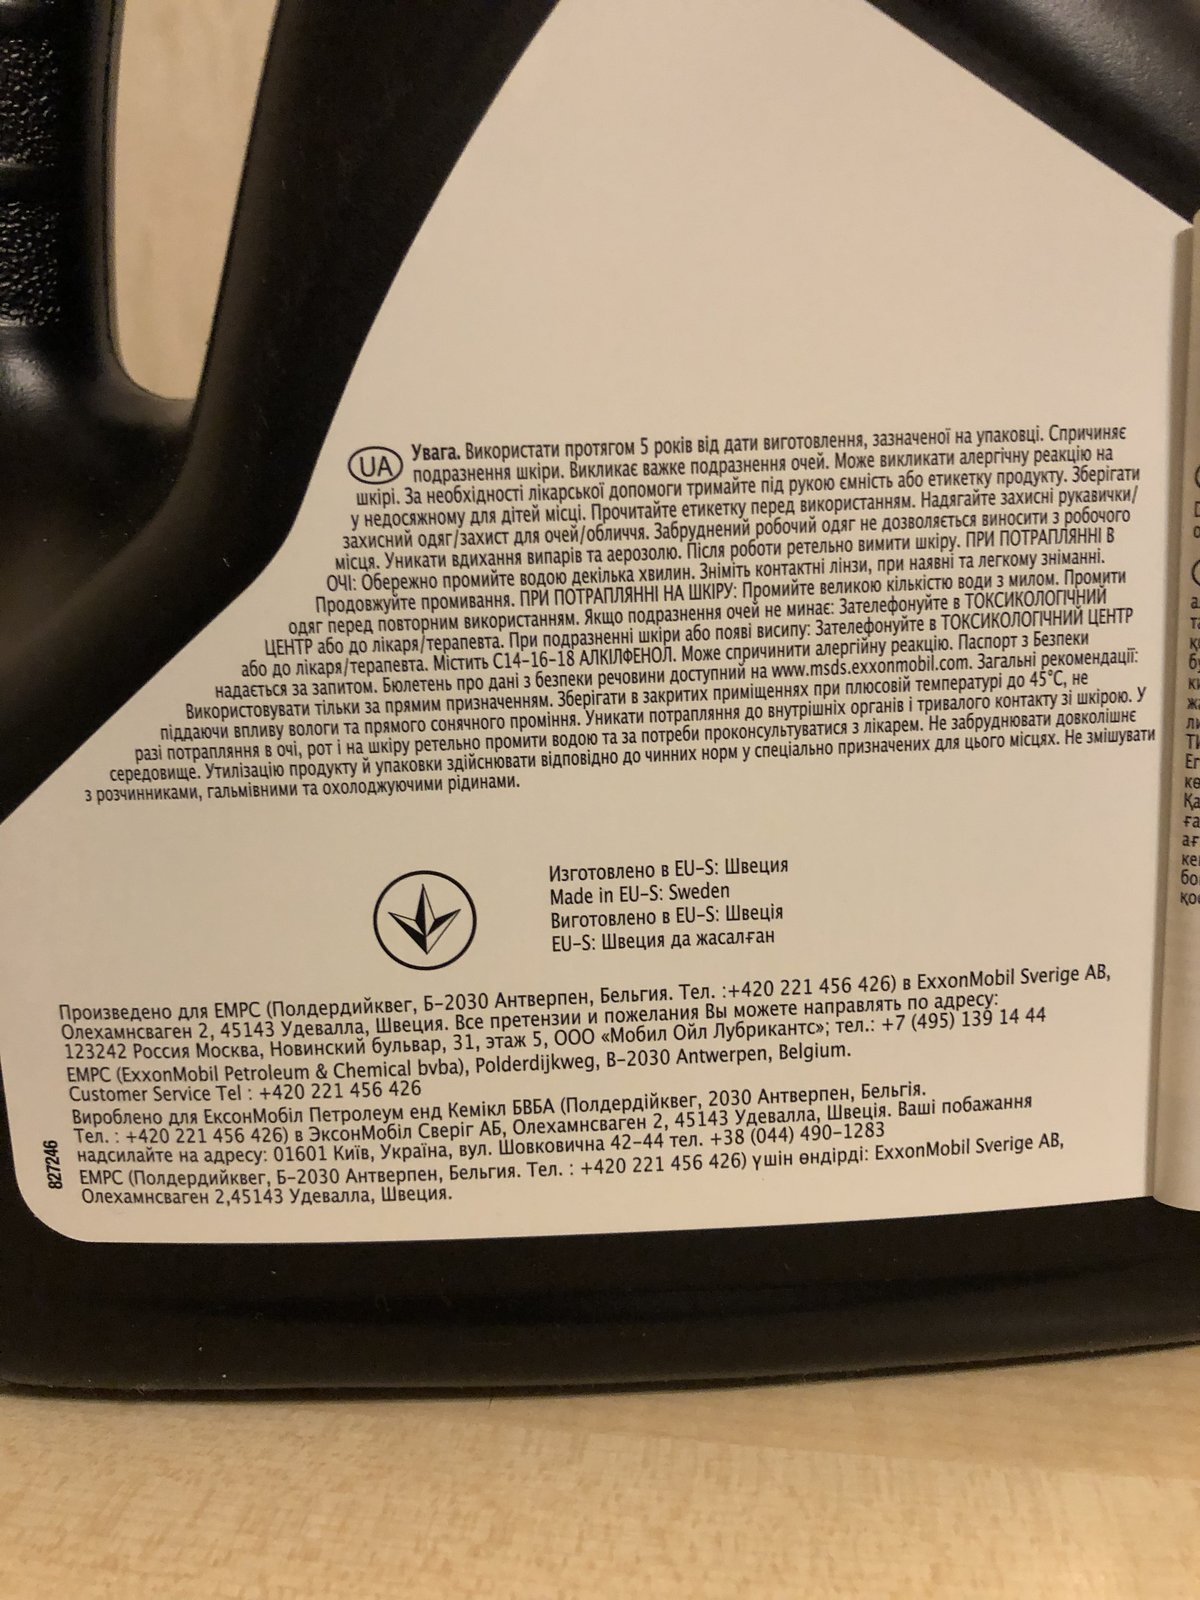 UA Увага. Використати протягом 5 років від дати виготовлення, зазначеної на упаковці. Спричиняє
подразнення шкіри. Викликає важке подразнення очей. Може викликати алергічну реакцію на
шкірі. За необхідності лікарської допомоги тримайте під рукою ємність або етикетку продукту. Зберігати
у недосяжному для дітей місці. Прочитайте етикетку перед використанням. Надягайте захисні рукавички/
захисний одяг/захист для очей/обличчя. Забруднений робочий одяг не дозволяється виносити з робочого
місця. Уникати вдихання випарів та аерозолю. Після роботи ретельно вимити шкіру. ПРИ ПОТРАПЛЯННІ В
ОЧІ: Обережно промийте водою декілька хвилин. Зніміть контактні лінзи, при наявні та легкому зніманні.
Продовжуйте промивання. ПРИ ПОТРАПЛЯННІ НА ШКІРУ: Промийте великою кількістю води з милом. Промити
одяг перед повторним використанням. Якщо подразнення очей не минає: Зателефонуйте в ТОКСИКОЛОГІЧНИЙ
ЦЕНТР або до лікаря/терапевта. При подразненні шкіри або появі висипу: Зателефонуйте в ТОКСИКОЛОГІЧНИЙ ЦЕНТР
або до лікаря/терапевта. Містить С14-16-18 АЛКІЛФЕНОЛ. Може спричинити алергійну реакцію. Паспорт з Безпеки
надається за запитом. Бюлетень про дані з безпеки речовини доступний на www.msds.exxonmobil.com. Загальні рекомендації:
Використовувати тільки за прямим призначенням. Зберігати в закритих приміщеннях при плюсовій температурі до 45°С, не
піддаючи впливу вологи та прямого сонячного проміння. Уникати потрапляння до внутрішніх органів і тривалого контакту зі шкірою. У
разі потрапляння в очі, рот і на шкіру ретельно промити водою та за потреби проконсультуватися з лікарем. Не забруднювати довколішнє
середовище. Утилізацію продукту й упаковки здійснювати відповідно до чинних норм у спеціально призначених для цього місцях. Не змішувати
з розчинниками, гальмівними та охолоджуючими рідинами.
Изготовлено в EU-S: Швеция
Made in EU-S: Sweden
Виготовлено в EU-S: Швеція
EU-S: Швеция да жасалған
Произведено для ЕМРС (Полдердийквег, Б-2030 Антверпен, Бельгия. Тел. :+420 221 456 426) в ExxonMobil Sverige AB,
Олехамнсваген 2, 45143 Удевалла, Швеция. Все претензии и пожелания Вы можете направлять по адресу:
123242 Россия Москва, Новинский бульвар, 31, этаж 5, ООО «Мобил Ойл Лубрикантс»; тел.: +7 (495) 139 14 44
EMPC (ExxonMobil Petroleum & Chemical bvba), Polderdijkweg, B-2030 Antwerpen, Belgium.
Customer Service Tel : +420 221 456 426
Вироблено для ЕксонМобіл Петролеум енд Кемікл БВБА (Полдердійквег, 2030 Антверпен, Бельгія.
Тел. : +420 221 456 426) в ЭксонМобіл Сверіг АБ, Олехамнсваген 2, 45143 Удевалла, Швеція. Ваші побажання
надсилайте на адресу: 01601 Київ, Україна, вул. Шовковична 42-44 тел. +38 (044) 490-1283
ЕМРС (Полдердийквег, Б-2030 Антверпен, Бельгия. Тел. : +420 221 456 426) үшін өндірді: ExxonMobil Sverige AB,
Олехамнсваген 2,45143 Удевалла, Швеция.
827246